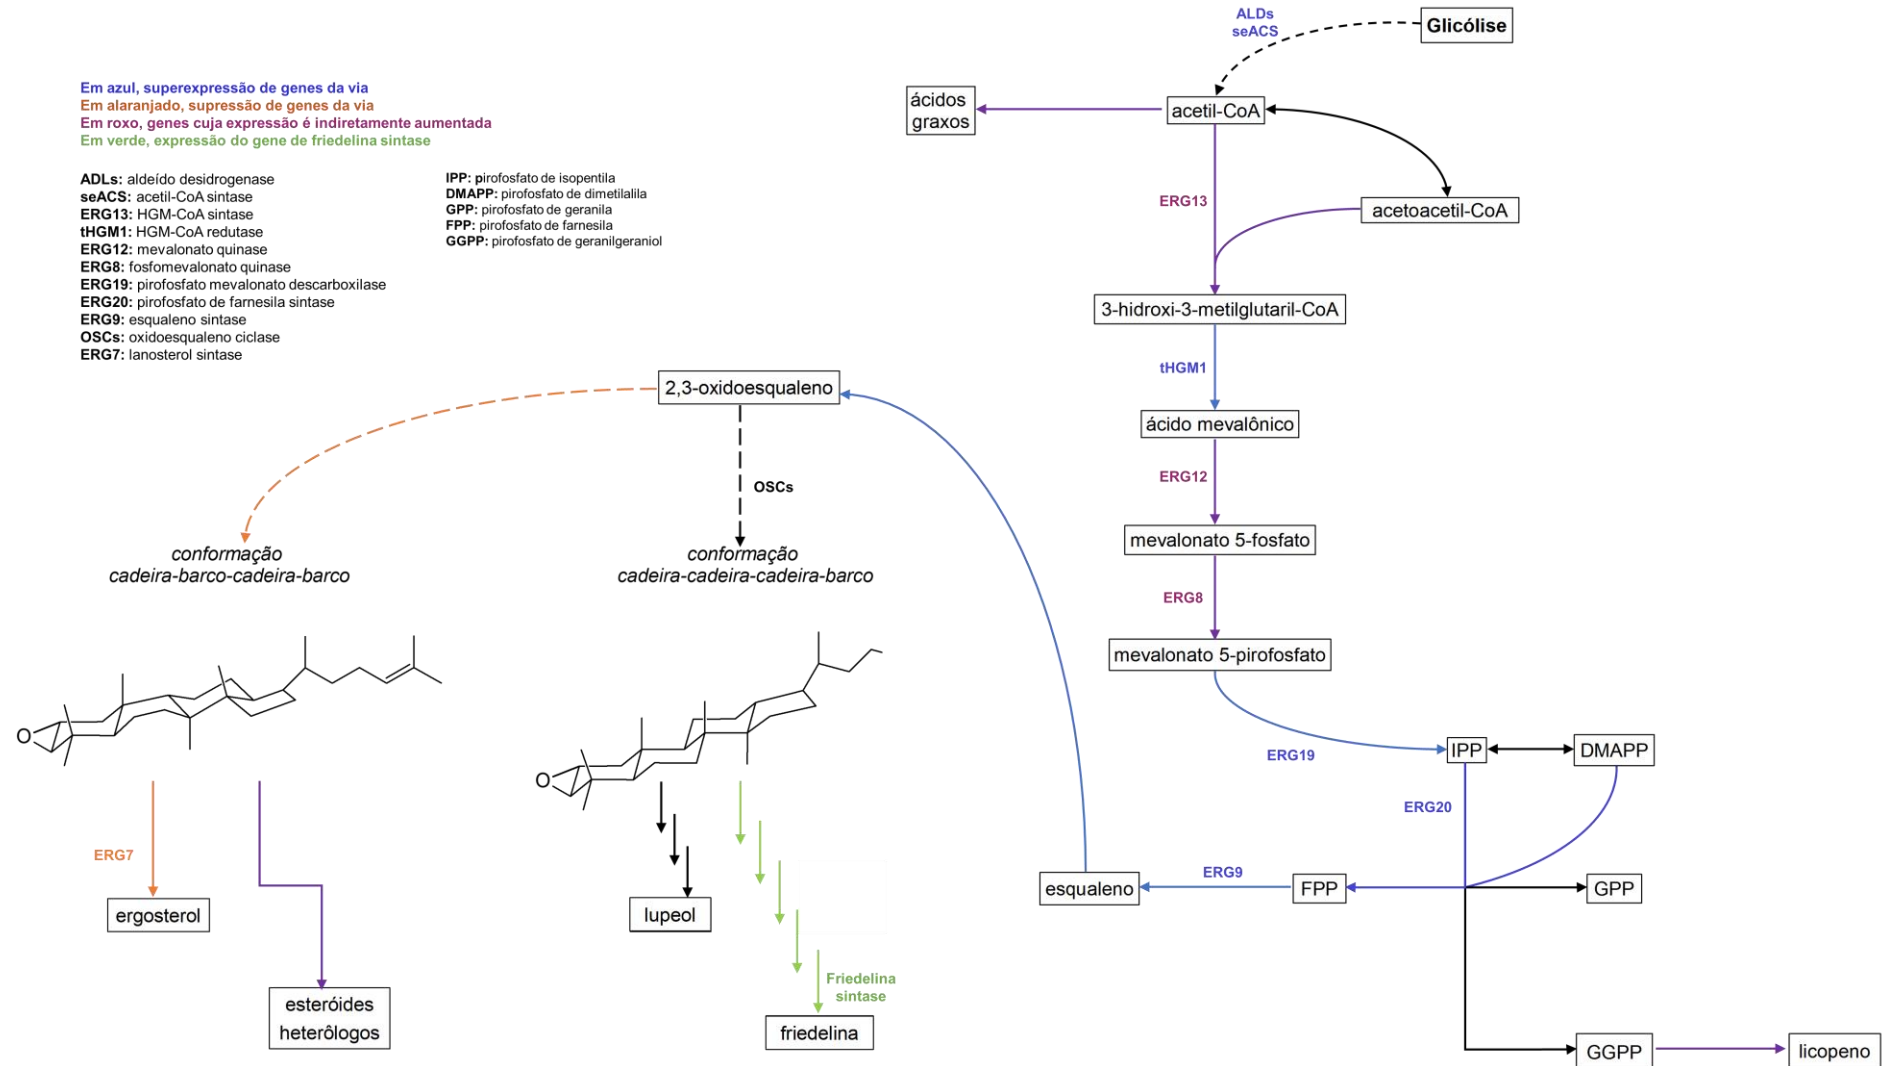 ALDs
seACS
Glicólise
Em azul, superexpressão de genes da via
Em alaranjado, supressão de genes da via
Em roxo, genes cuja expressão é indiretamente aumentada
Em verde, expressão do gene de friedelina sintase
ADLs: aldeído desidrogenase
seACS: acetil-CoA sintase
ERG13: HGM-CoA sintase
tHGM1: HGM-CoA redutase
ERG12: mevalonato quinase
ERG8: fosfomevalonato quinase
ERG19: pirofosfato mevalonato descarboxilase
ERG20: pirofosfato de farnesila sintase
ERG9: esqualeno sintase
OSCs: oxidoesqualeno ciclase
ERG7: lanosterol sintase
IPP: pirofosfato de isopentila
DMAPP: pirofosfato de dimetilalila
GPP: pirofosfato de geranila
FPP: pirofosfato de farnesila
GGPP: pirofosfato de geranilgeraniol
ácidos
graxos
acetil-CoA
ERG13
acetoacetil-CoA
3-hidroxi-3-metilglutaril-CoA
tHGM1
ácido mevalônico
ERG12
mevalonato 5-fosfato
ERG8
mevalonato 5-pirofosfato
ERG19
IPP
DMAPP
ERG20
GPP
FPP
ERG9
esqualeno
GGPP
licopeno
2,3-oxidoesqualeno
OSCs
conformação
cadeira-barco-cadeira-barco
conformação
cadeira-cadeira-cadeira-barco
O
O
ERG7
ergosterol
esteróides
heterôlogos
lupeol
Friedelina
sintase
friedelina